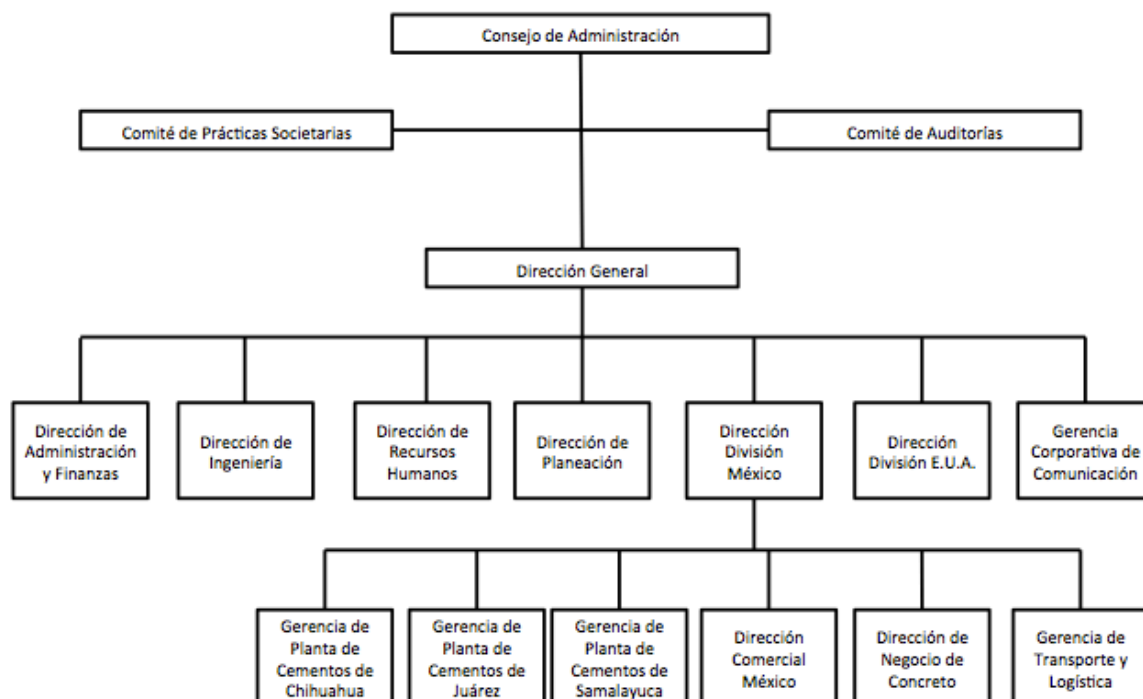 Consejo de Administración
Comité de Prácticas Societarias
Comité de Auditorías
Dirección General
Dirección de
Administración
y Finanzas
Dirección de
Ingeniería
Dirección de
Recursos
Humanos
Dirección de
Planeación
Dirección
División
México
Dirección
División E.U.A.
Gerencia
Corporativa de
Comunicación
Gerencia de
Planta de
Cementos de
Chihuahua
Gerencia de
Planta de
Cementos de
Juárez
Gerencia de
Planta de
Cementos de
Samalayuca
Dirección
Comercial
México
Dirección de
Negocio de
Concreto
Gerencia de
Transporte y
Logística